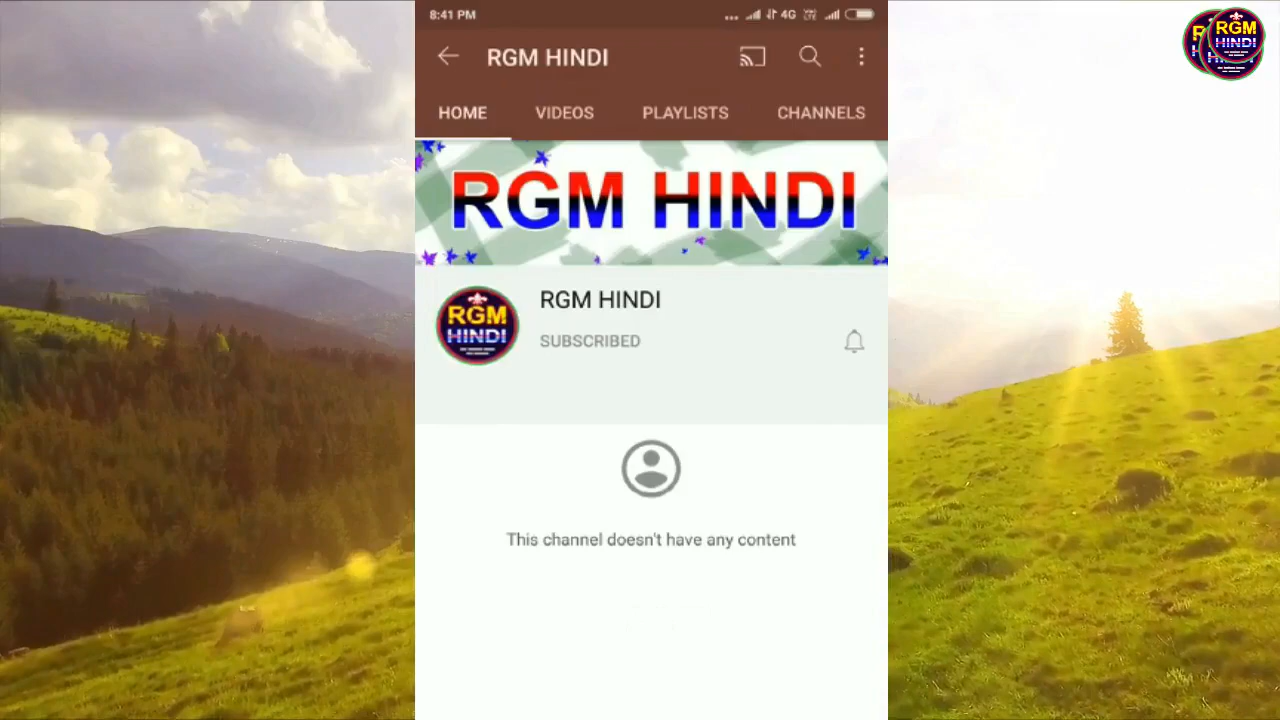 8:41 PM
4G
RGM HINDI
HOME VIDEOS PLAYLISTS CHANNELS
RGM HINDI
RGM HINDI
RGM
HINDI
SUBSCRIBED
This channel doesn't have any content
RGM
HINDI